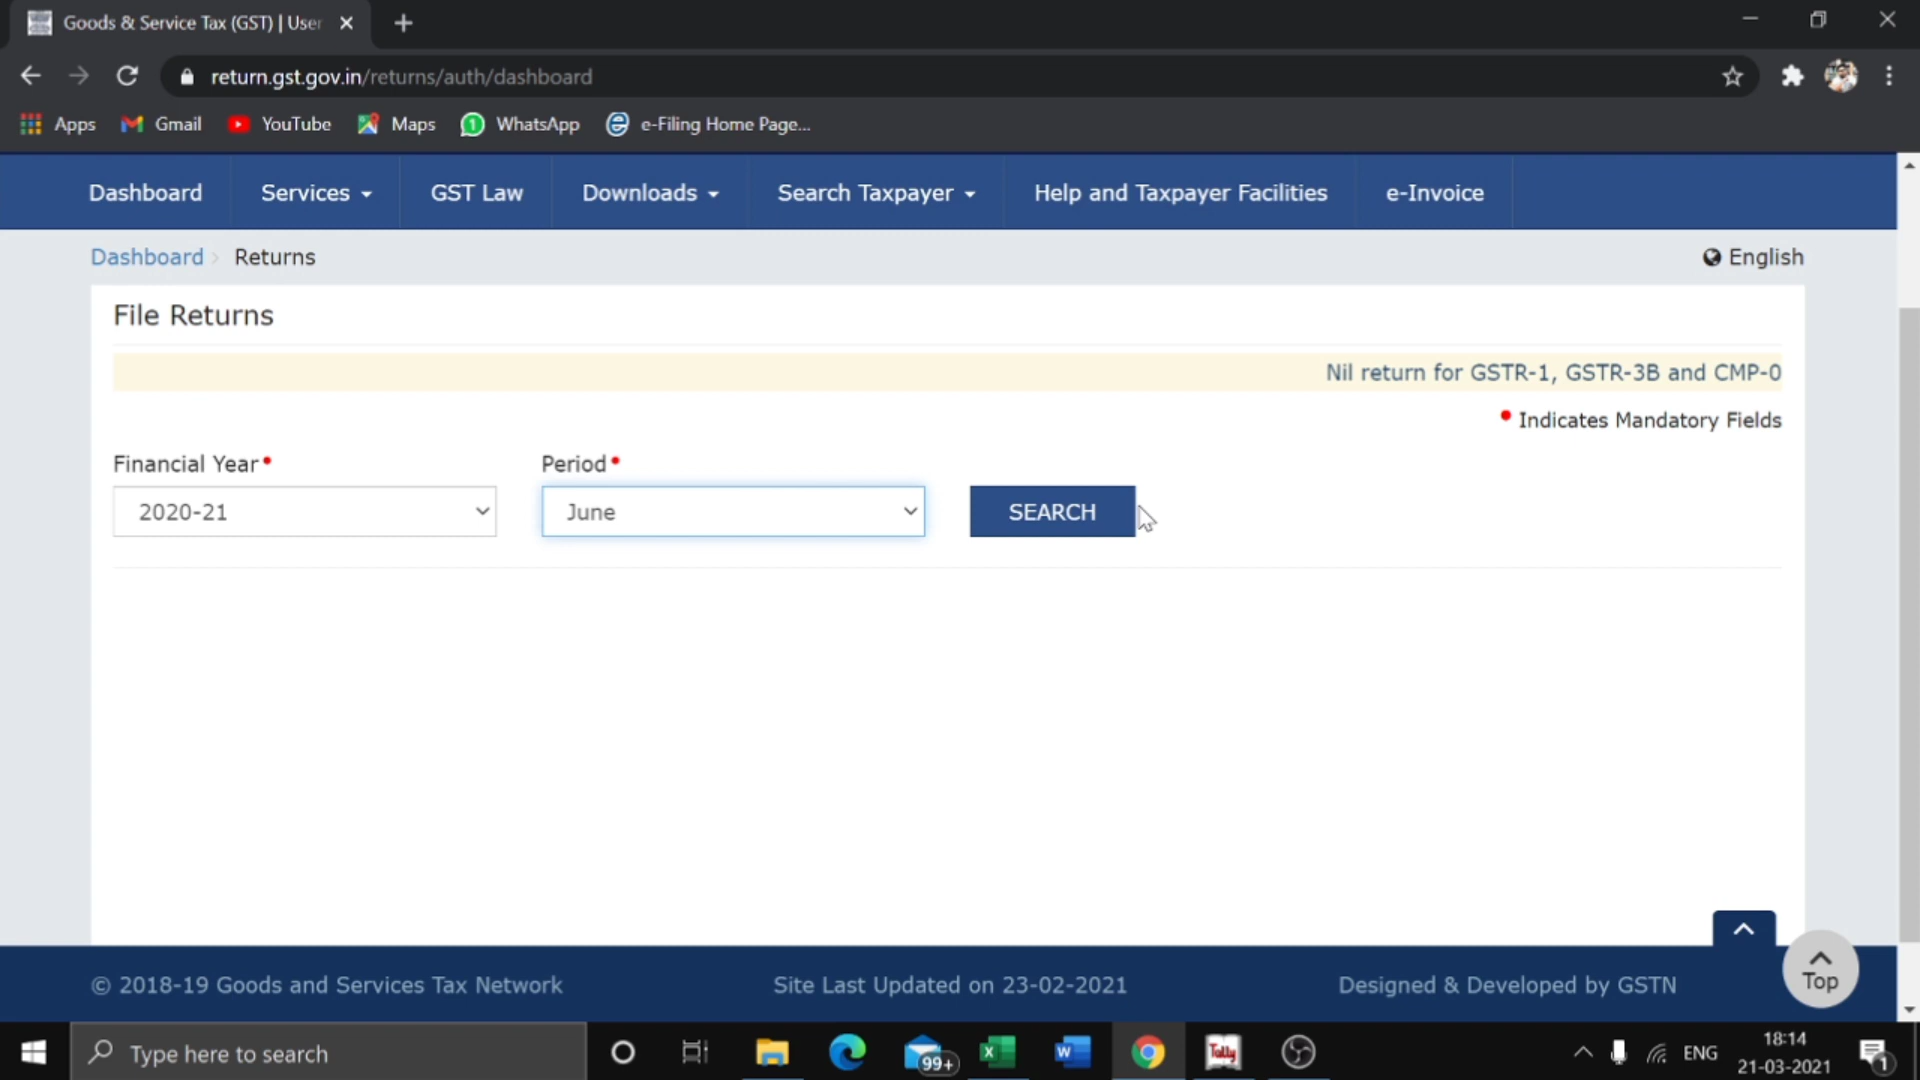 Goods & Service Tax (GST) | User
return.gst.gov.in/returns/auth/dashboard
Apps Gmail YouTube Maps WhatsApp e-Filing Home Page...
Dashboard Services GST Law Downloads Search Taxpayer Help and Taxpayer Facilities e-Invoice
Dashboard Returns English
File Returns
Nil return for GSTR-1, GSTR-3B and CMP-0
Indicates Mandatory Fields
Financial Year Period
2020-21 June SEARCH
Top
© 2018-19 Goods and Services Tax Network Site Last Updated on 23-02-2021 Designed & Developed by GSTN
Type here to search 99+ Tally ENG 18:14
21-03-2021 1